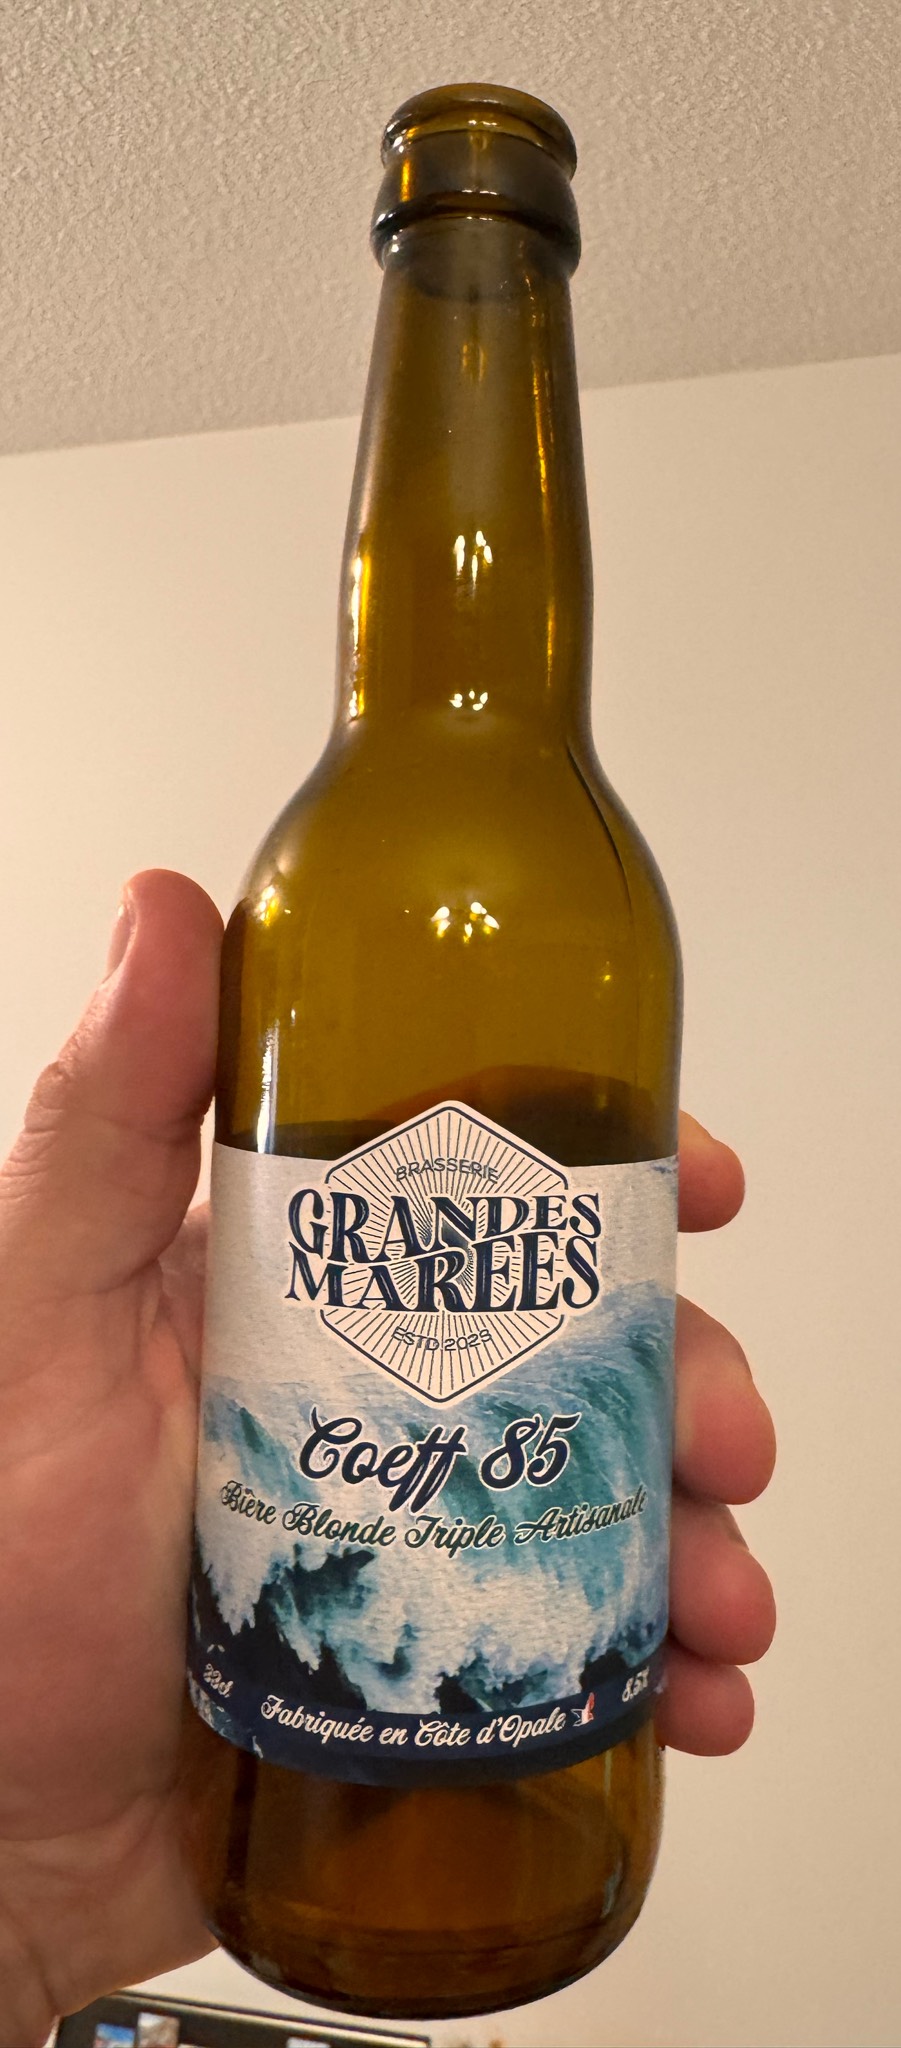 BRASSERIE
GRANDES
MAREES
ESTD 2023
Coeff 85
Bière Blonde Triple Artisanale
33cl
Fabriquée en Côte d'Opale
8.5%